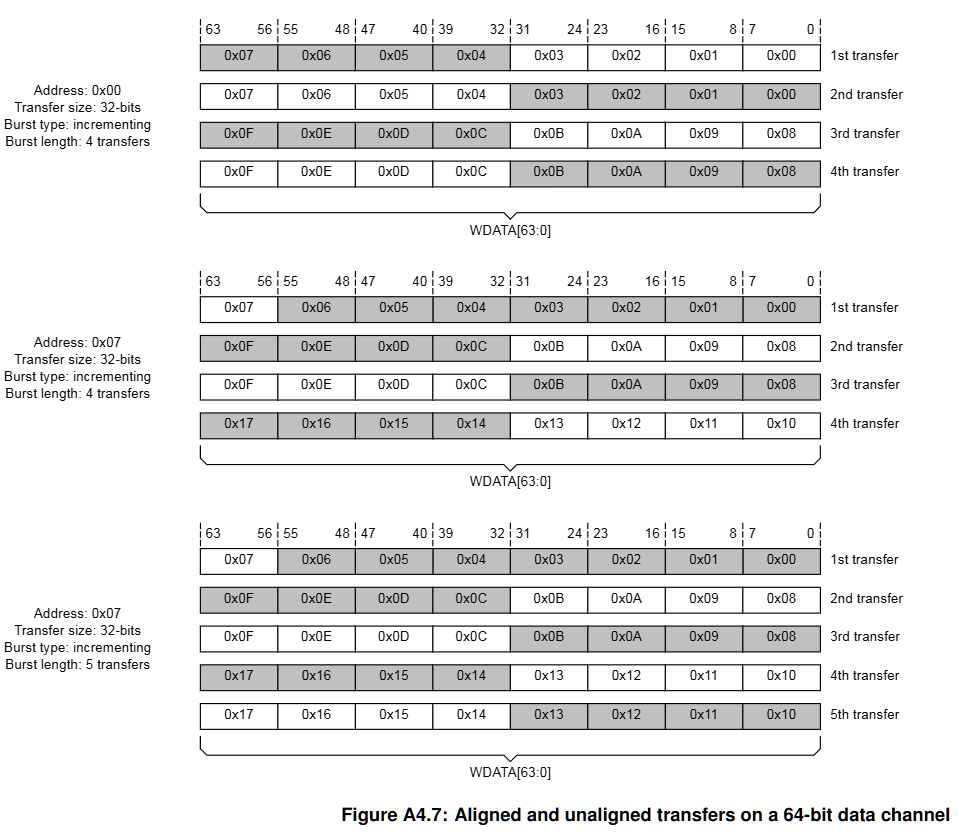 63 56 55 48 47 40 39 32 31 24 23 16 15 8 7 0
0x07 0x06 0x05 0x04 0x03 0x02 0x01 0x00 1st transfer
Address: 0x00
Transfer size: 32-bits
Burst type: incrementing
Burst length: 4 transfers
0x07 0x06 0x05 0x04 0x03 0x02 0x01 0x00 2nd transfer
0x0F 0x0E 0x0D 0x0C 0x0B 0x0A 0x09 0x08 3rd transfer
0x0F 0x0E 0x0D 0x0C 0x0B 0x0A 0x09 0x08 4th transfer
WDATA[63:0]
63 56 55 48 47 40 39 32 31 24 23 16 15 8 7 0
0x07 0x06 0x05 0x04 0x03 0x02 0x01 0x00 1st transfer
Address: 0x07
Transfer size: 32-bits
Burst type: incrementing
Burst length: 4 transfers
0x0F 0x0E 0x0D 0x0C 0x0B 0x0A 0x09 0x08 2nd transfer
0x0F 0x0E 0x0D 0x0C 0x0B 0x0A 0x09 0x08 3rd transfer
0x17 0x16 0x15 0x14 0x13 0x12 0x11 0x10 4th transfer
WDATA[63:0]
63 56 55 48 47 40 39 32 31 24 23 16 15 8 7 0
0x07 0x06 0x05 0x04 0x03 0x02 0x01 0x00 1st transfer
0x0F 0x0E 0x0D 0x0C 0x0B 0x0A 0x09 0x08 2nd transfer
Address: 0x07
Transfer size: 32-bits
Burst type: incrementing
Burst length: 5 transfers
0x0F 0x0E 0x0D 0x0C 0x0B 0x0A 0x09 0x08 3rd transfer
0x17 0x16 0x15 0x14 0x13 0x12 0x11 0x10 4th transfer
0x17 0x16 0x15 0x14 0x13 0x12 0x11 0x10 5th transfer
WDATA[63:0]
Figure A4.7: Aligned and unaligned transfers on a 64-bit data channel